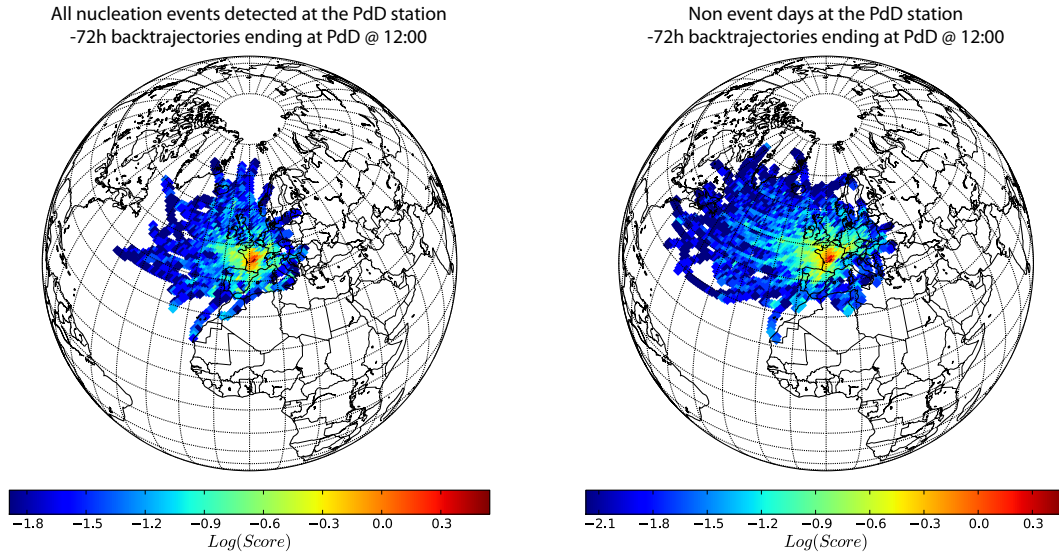 All nucleation events detected at the PdD station
-72h backtrajectories ending at PdD @ 12:00
Non event days at the PdD station
-72h backtrajectories ending at PdD @ 12:00
−1.8 −1.5 −1.2 −0.9 −0.6 −0.3 0.0 0.3
Log(Score)
−2.1 −1.8 −1.5 −1.2 −0.9 −0.6 −0.3 0.0 0.3
Log(Score)